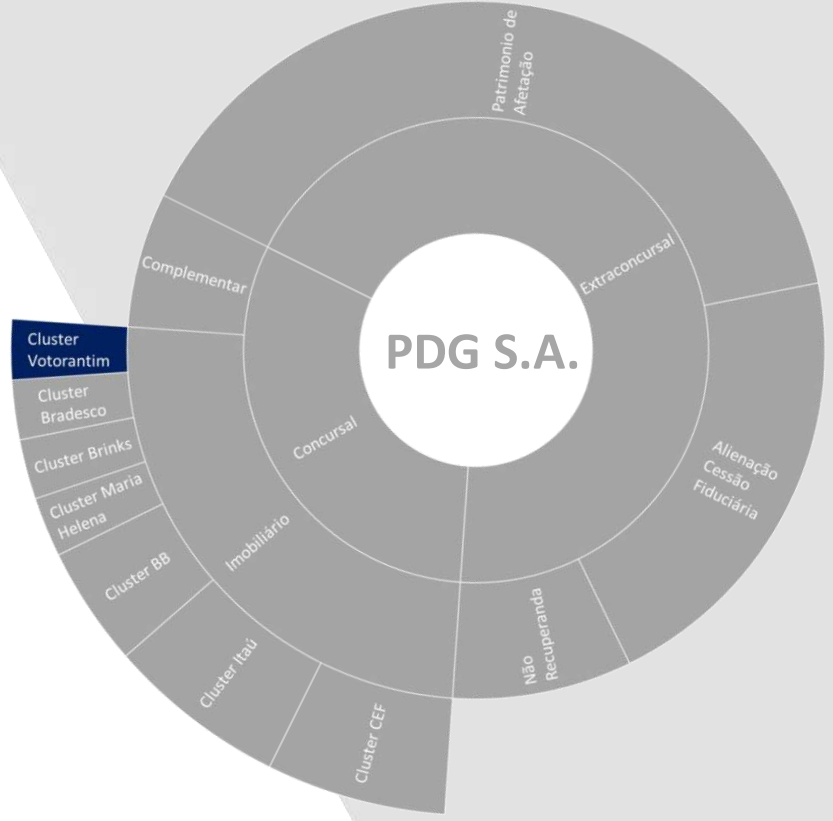 Patrimonio de
Afetação
Extraconcursal
Complementar
PDG S.A.
Cluster
Votorantim
Cluster
Bradesco
Concursal
Cluster Brinks
Alienação
Cessão
Fiduciária
Cluster Maria
Helena
Imobiliário
Cluster BB
Não
Recuperanda
Cluster Itaú
Cluster CEF